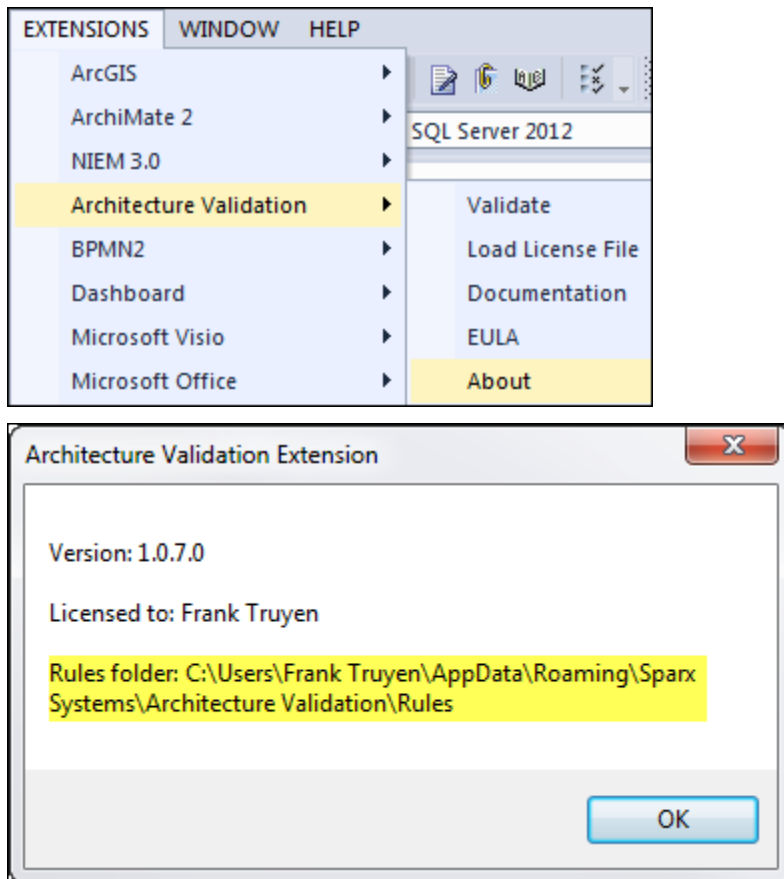 EXTENSIONS WINDOW HELP
ArcGIS
ArchiMate 2
SQL Server 2012
NIEM 3.0
Architecture Validation
Validate
BPMN2
Load License File
Dashboard
Documentation
Microsoft Visio
EULA
Microsoft Office
About
Architecture Validation Extension
Version: 1.0.7.0
Licensed to: Frank Truyen
Rules folder: C:\Users\Frank Truyen\AppData\Roaming\Sparx
Systems\Architecture Validation\Rules
OK